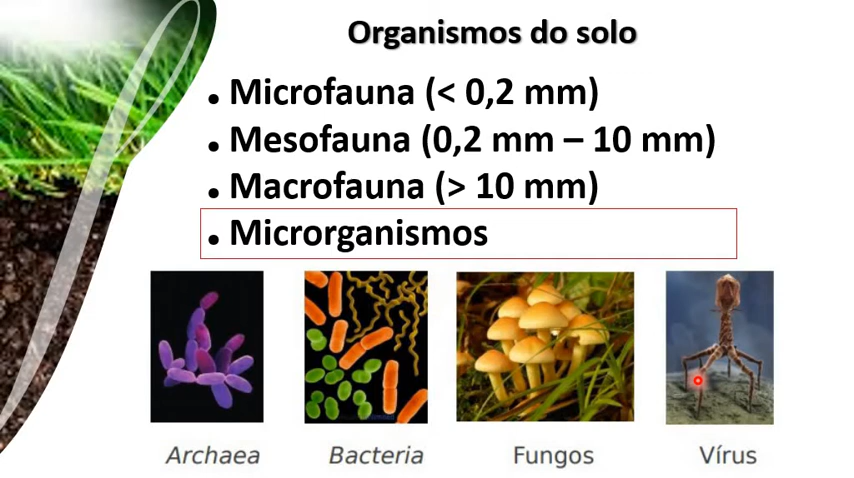 Organismos do solo
. Microfauna (< 0,2 mm)
. Mesofauna (0,2 mm – 10 mm)
. Macrofauna (> 10 mm)
. Microrganismos
Archaea Bacteria Fungos Vírus